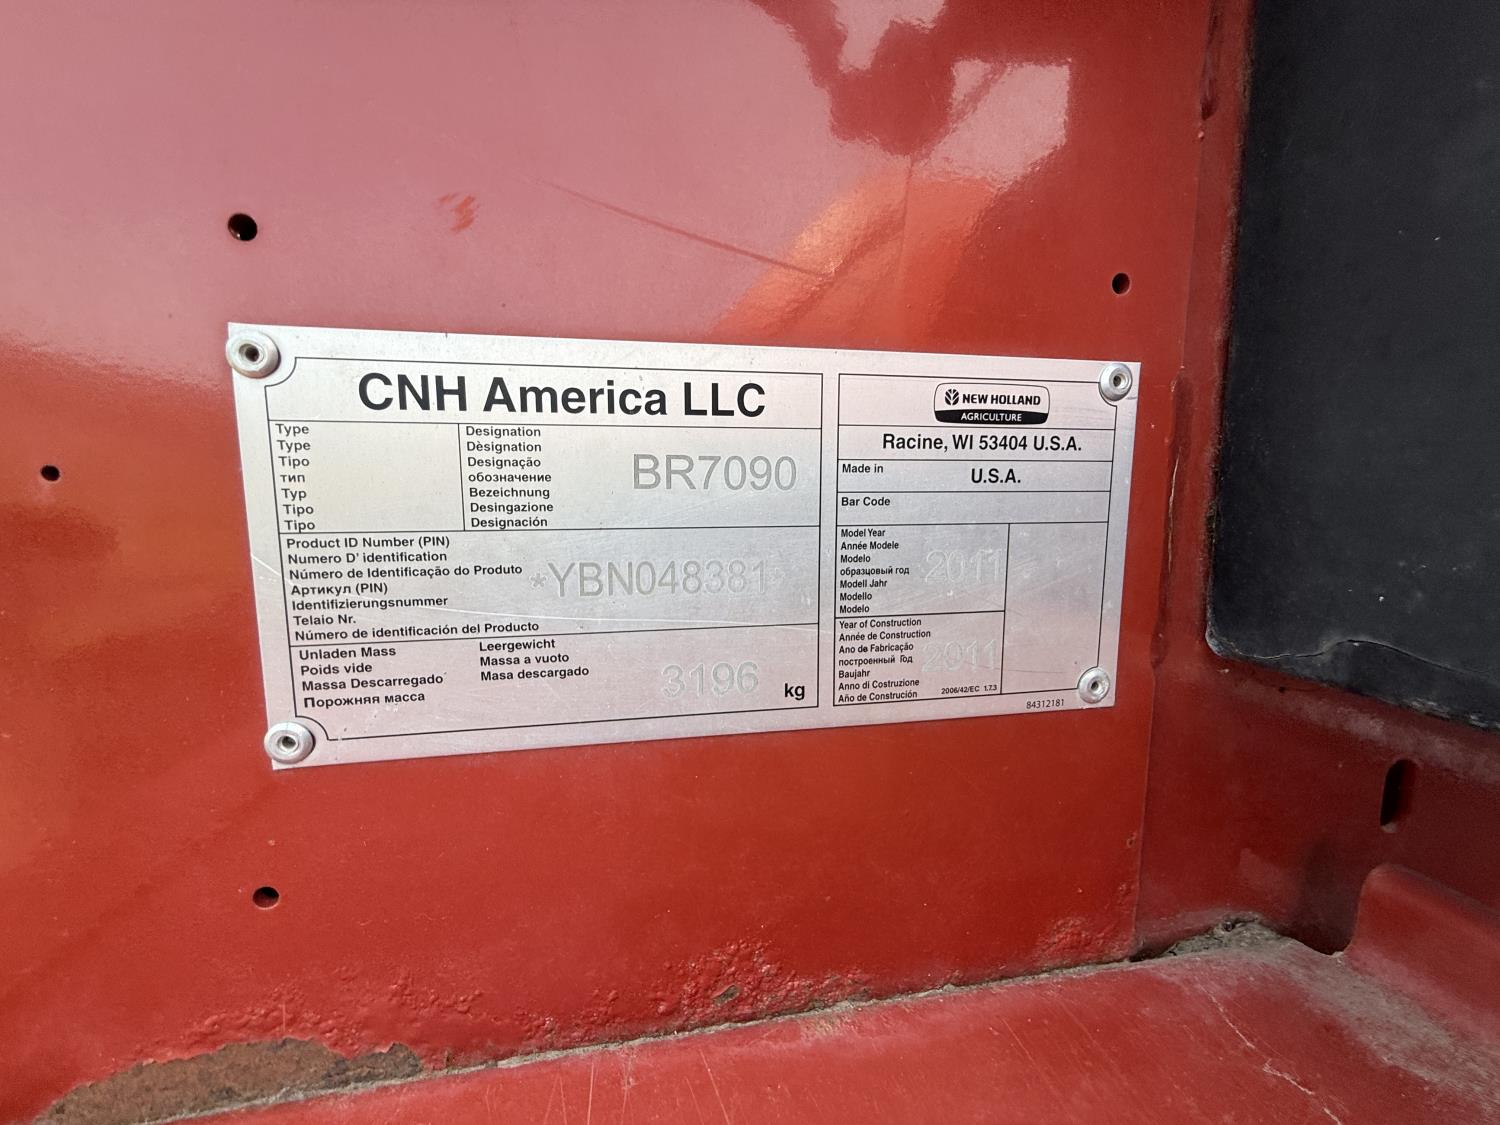 CNH America LLC
Type
Type
Tipo
тип
Typ
Tipo
Tipo
Designation
Dèsignation
Designação
обозначение
Bezeichnung
Desingazione
Designación
BR7090
Product ID Number (PIN)
Numero D' identification
Número de Identificação do Produto
Артикул (PIN)
Identifizierungsnummer
Telaio Nr.
Número de identificación del Producto
*YBN048381*
Unladen Mass
Poids vide
Massa Descarregado
Порожняя масса
Leergewicht
Massa a vuoto
Masa descargado
3196 kg
NEW HOLLAND
AGRICULTURE
Racine, WI 53404 U.S.A.
Made in
U.S.A.
Bar Code
Model Year
Année Modele
Modelo
образцовый год
Modell Jahr
Modello
Modelo
2011
Year of Construction
Année de Construction
Ano de Fabricação
построенный Год
Baujahr
Anno di Costruzione
Año de Construción
2011
2006/42/EC 1.7.3
84312181